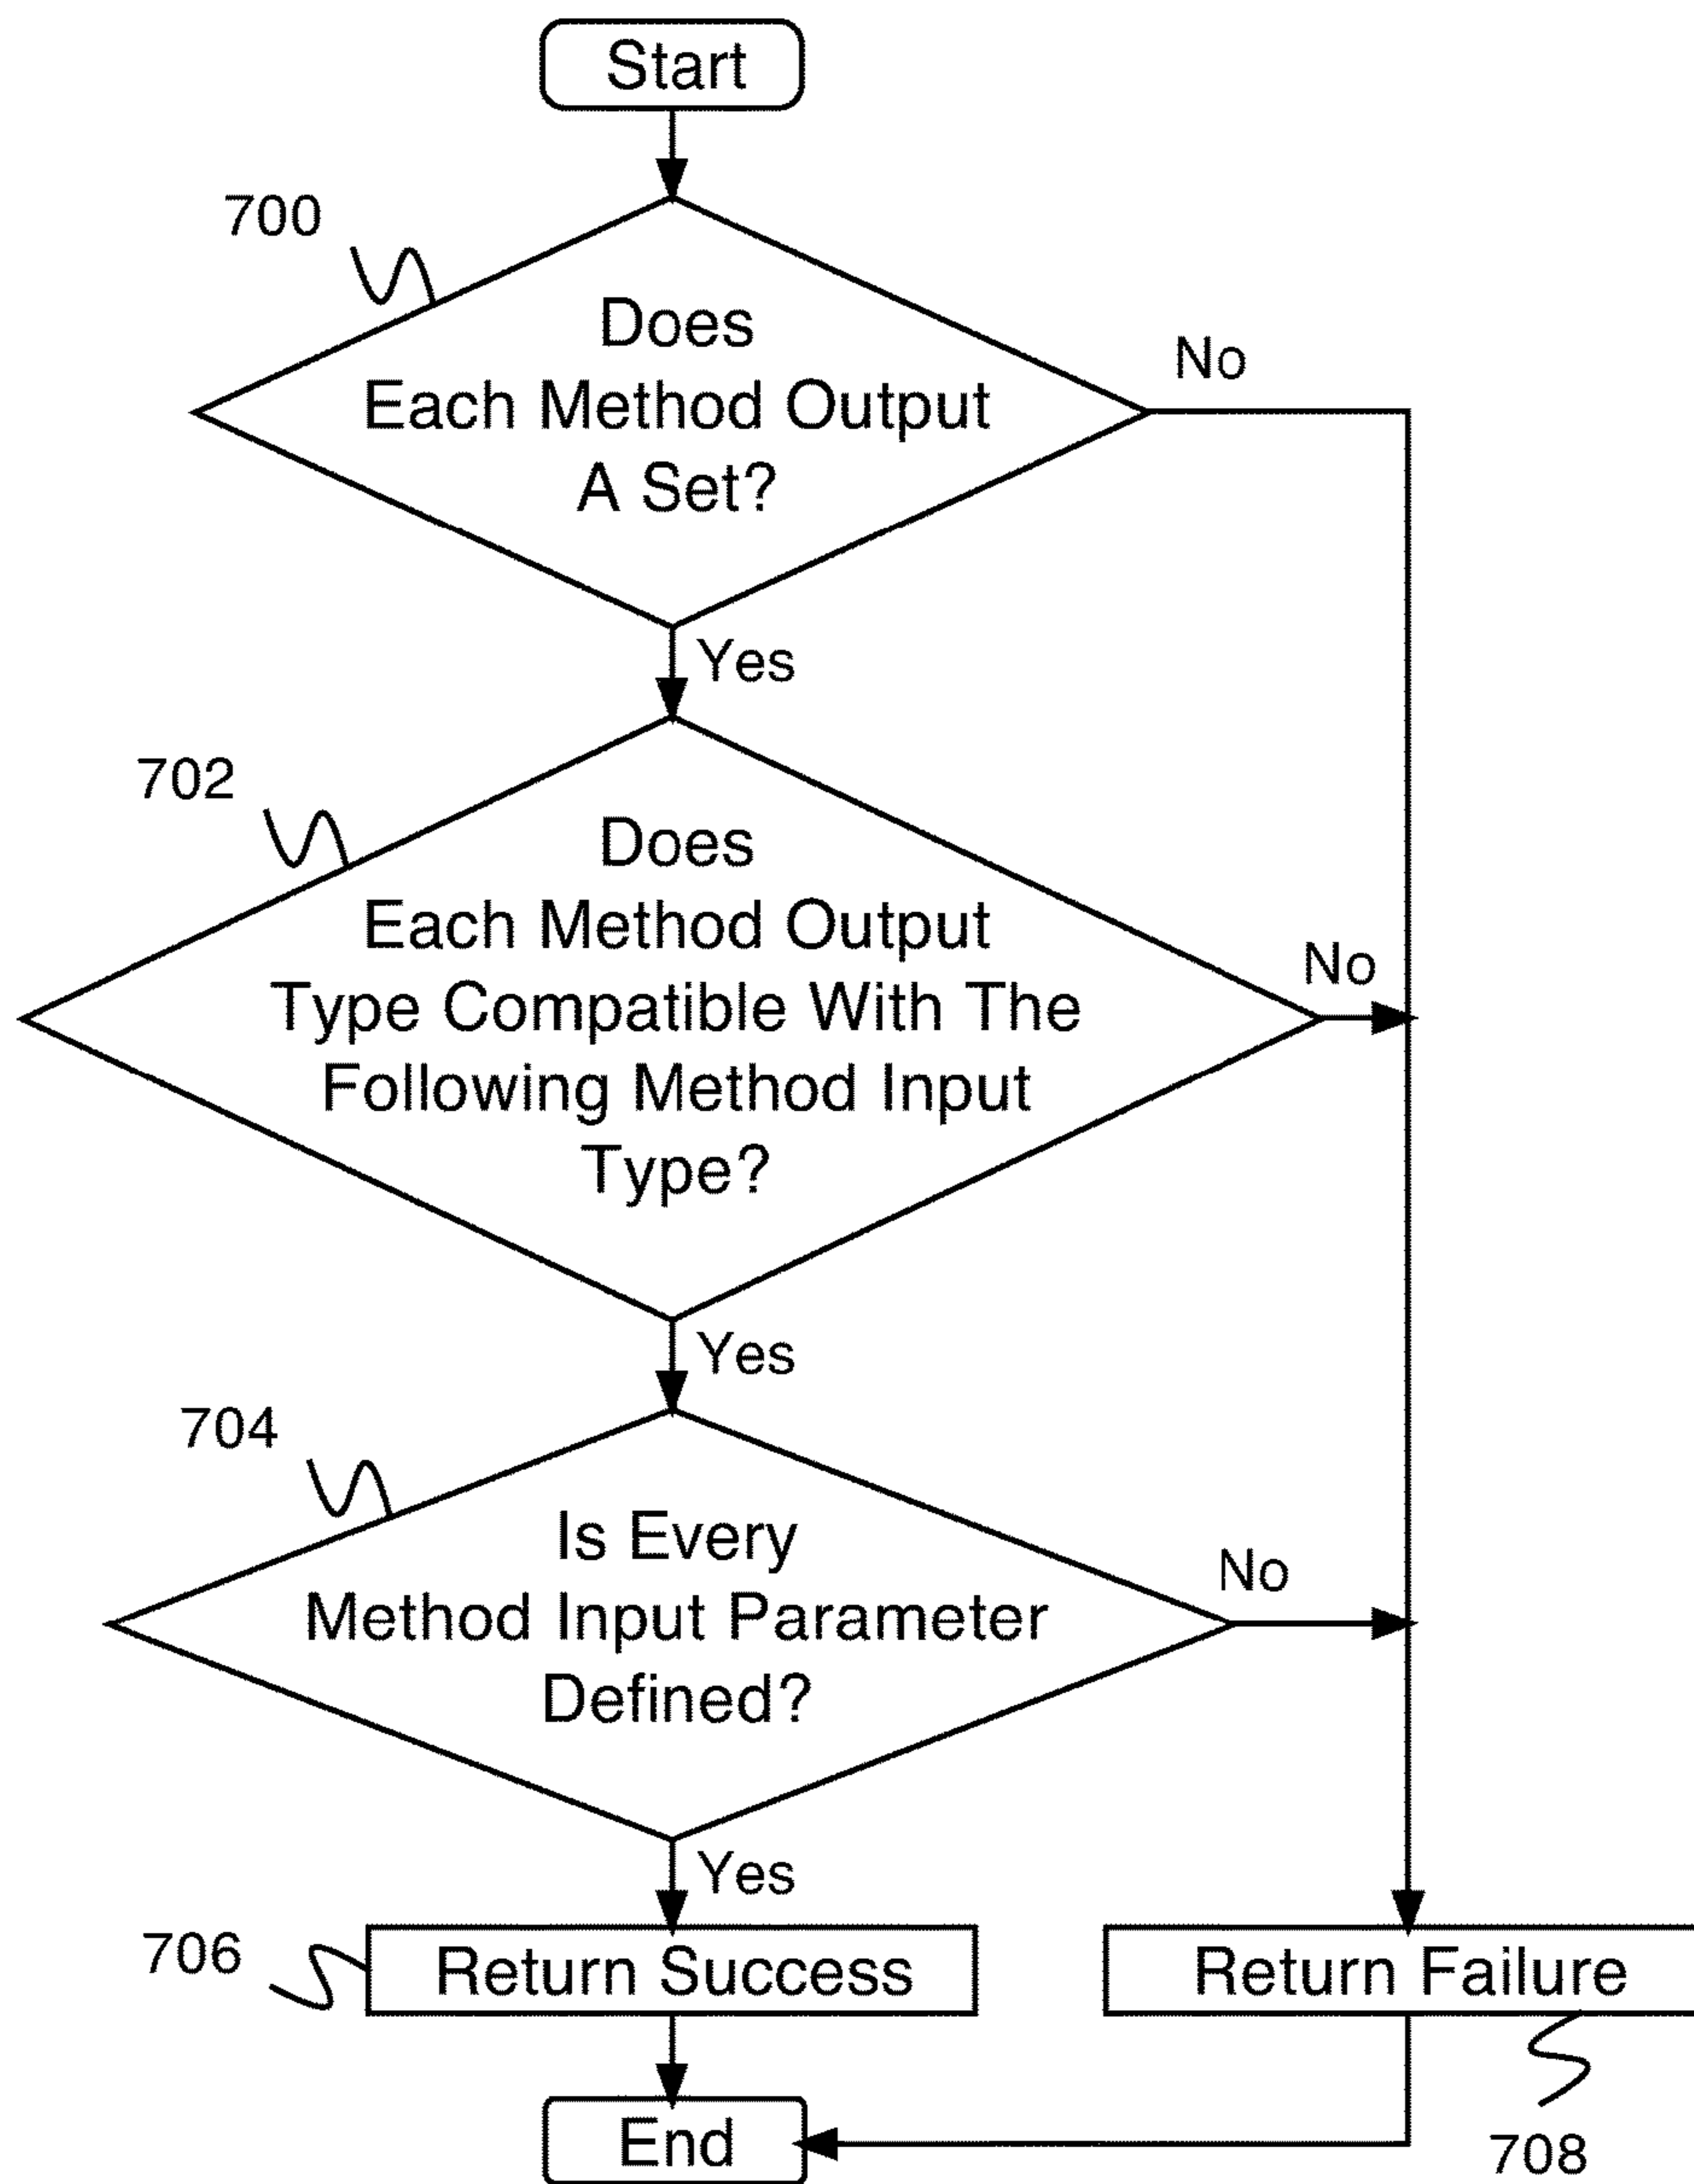 Start
700
Does
Each Method Output
A Set?
No
Yes
702
Does
Each Method Output
Type Compatible With The
Following Method Input
Type?
No
Yes
704
Is Every
Method Input Parameter
Defined?
No
Yes
706
Return Success
Return Failure
End
708